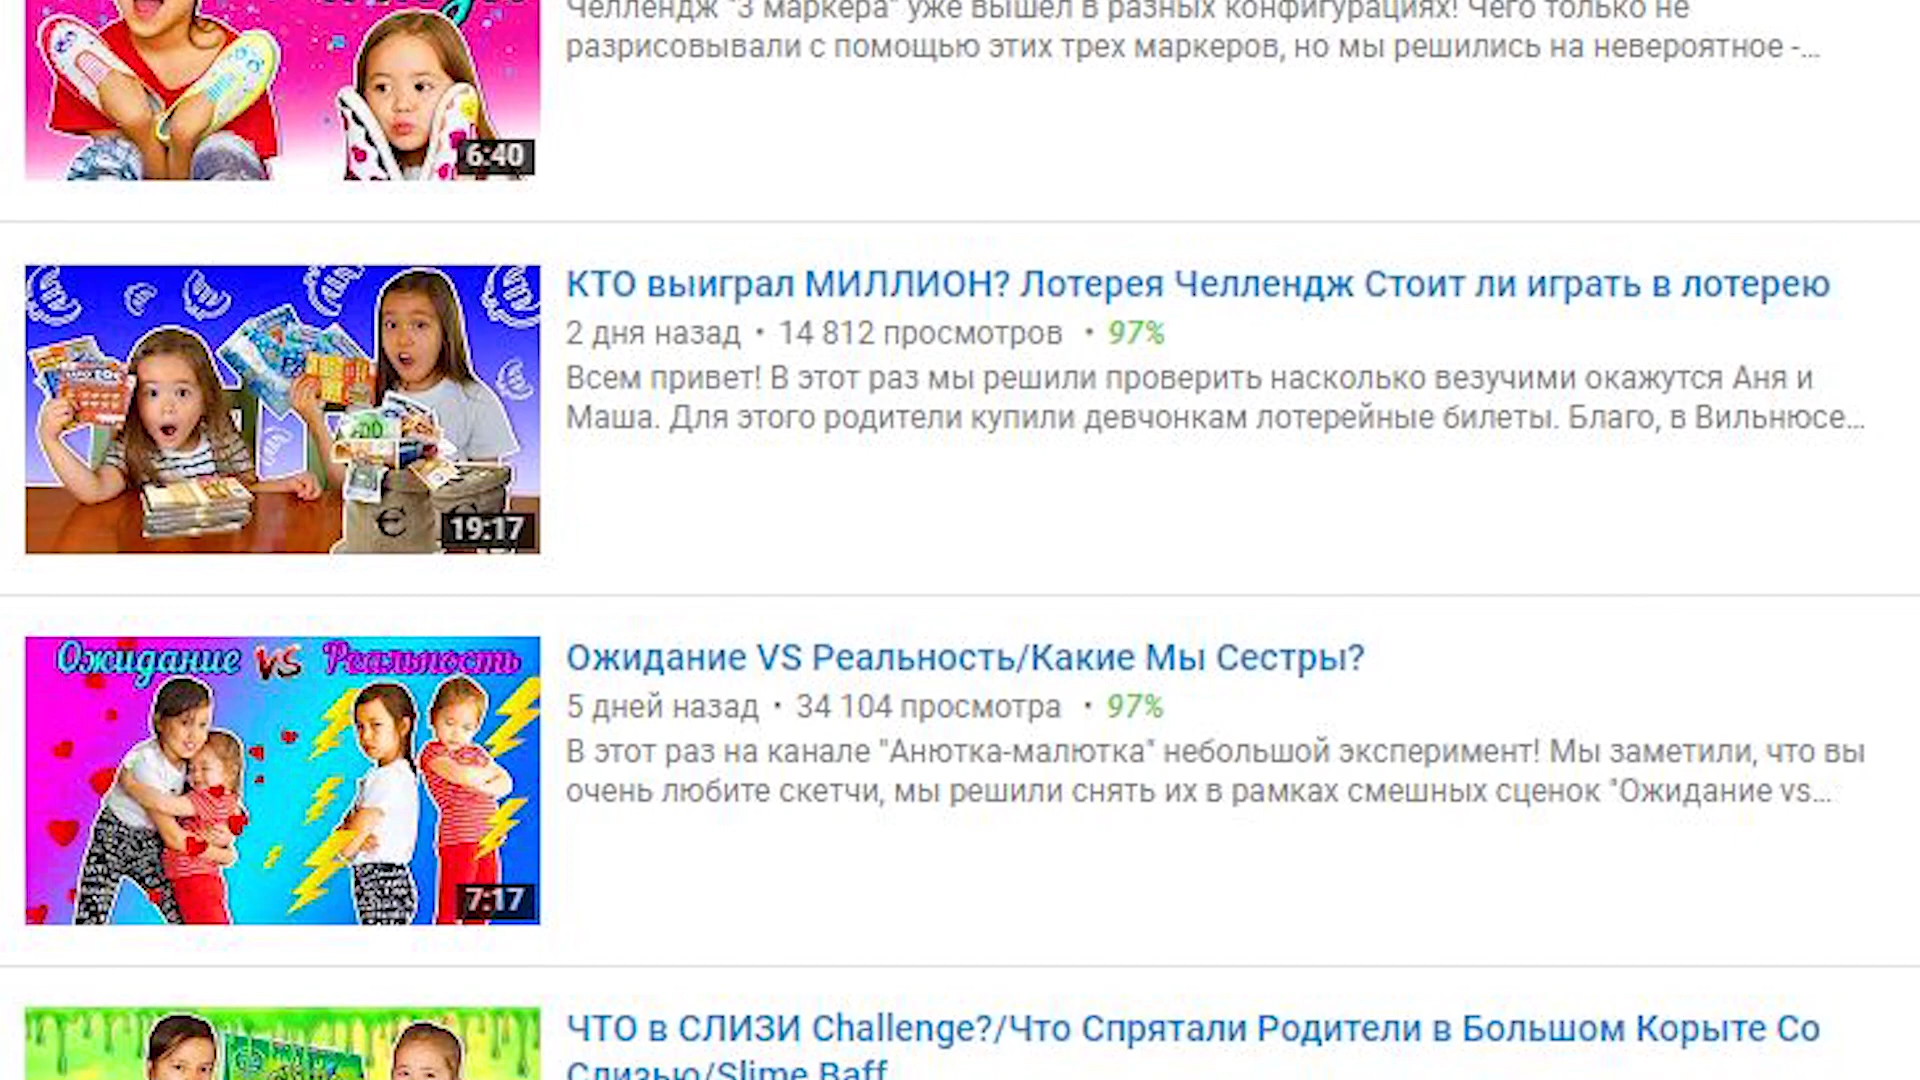 Челлендж "3 маркера" уже вышел в разных конфигурациях! Чего только не
разрисовывали с помощью этих трех маркеров, но мы решились на невероятное -...
6:40
КТО выиграл МИЛЛИОН? Лотерея Челлендж Стоит ли играть в лотерею
2 дня назад • 14 812 просмотров • 97%
Всем привет! В этот раз мы решили проверить насколько везучими окажутся Аня и
Маша. Для этого родители купили девчонкам лотерейные билеты. Благо, в Вильнюсе...
€
19:17
Ожидание VS Реальность
Ожидание VS Реальность/Какие Мы Сестры?
5 дней назад • 34 104 просмотра • 97%
В этот раз на канале "Анютка-малютка" небольшой эксперимент! Мы заметили, что вы
очень любите скетчи, мы решили снять их в рамках смешных сценок "Ожидание vs...
7:17
ЧТО в СЛИЗИ Challenge?/Что Спрятали Родители в Большом Корыте Со
Слизью/Slime Baff